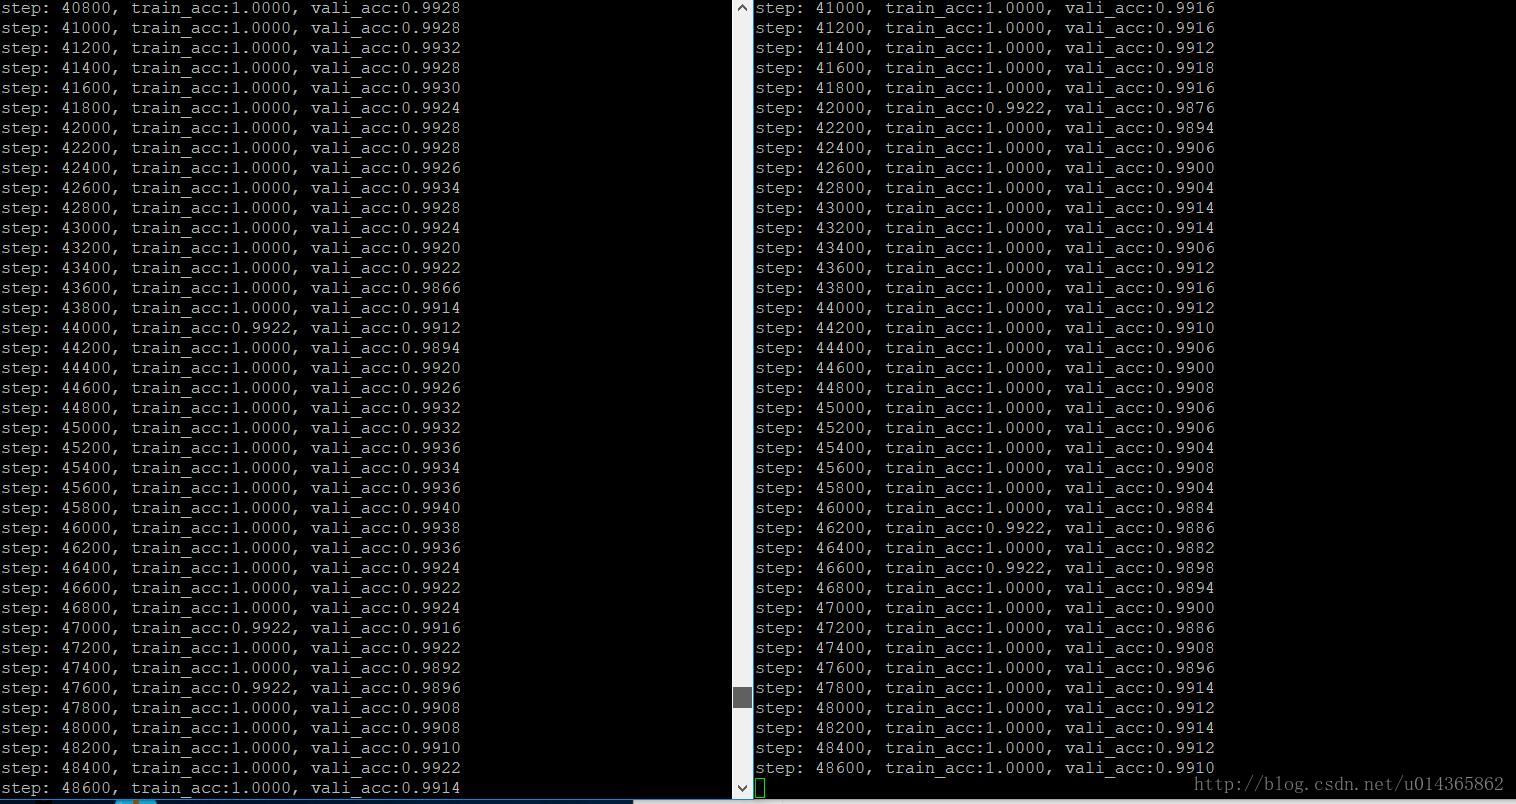 step: 40800, train_acc:1.0000, vali_acc:0.9928
step: 41000, train_acc:1.0000, vali_acc:0.9928
step: 41200, train_acc:1.0000, vali_acc:0.9932
step: 41400, train_acc:1.0000, vali_acc:0.9928
step: 41600, train_acc:1.0000, vali_acc:0.9930
step: 41800, train_acc:1.0000, vali_acc:0.9924
step: 42000, train_acc:1.0000, vali_acc:0.9928
step: 42200, train_acc:1.0000, vali_acc:0.9928
step: 42400, train_acc:1.0000, vali_acc:0.9926
step: 42600, train_acc:1.0000, vali_acc:0.9934
step: 42800, train_acc:1.0000, vali_acc:0.9928
step: 43000, train_acc:1.0000, vali_acc:0.9924
step: 43200, train_acc:1.0000, vali_acc:0.9920
step: 43400, train_acc:1.0000, vali_acc:0.9922
step: 43600, train_acc:1.0000, vali_acc:0.9866
step: 43800, train_acc:1.0000, vali_acc:0.9914
step: 44000, train_acc:0.9922, vali_acc:0.9912
step: 44200, train_acc:1.0000, vali_acc:0.9894
step: 44400, train_acc:1.0000, vali_acc:0.9920
step: 44600, train_acc:1.0000, vali_acc:0.9926
step: 44800, train_acc:1.0000, vali_acc:0.9932
step: 45000, train_acc:1.0000, vali_acc:0.9932
step: 45200, train_acc:1.0000, vali_acc:0.9936
step: 45400, train_acc:1.0000, vali_acc:0.9934
step: 45600, train_acc:1.0000, vali_acc:0.9936
step: 45800, train_acc:1.0000, vali_acc:0.9940
step: 46000, train_acc:1.0000, vali_acc:0.9938
step: 46200, train_acc:1.0000, vali_acc:0.9936
step: 46400, train_acc:1.0000, vali_acc:0.9924
step: 46600, train_acc:1.0000, vali_acc:0.9922
step: 46800, train_acc:1.0000, vali_acc:0.9924
step: 47000, train_acc:0.9922, vali_acc:0.9916
step: 47200, train_acc:1.0000, vali_acc:0.9922
step: 47400, train_acc:1.0000, vali_acc:0.9892
step: 47600, train_acc:0.9922, vali_acc:0.9896
step: 47800, train_acc:1.0000, vali_acc:0.9908
step: 48000, train_acc:1.0000, vali_acc:0.9908
step: 48200, train_acc:1.0000, vali_acc:0.9910
step: 48400, train_acc:1.0000, vali_acc:0.9922
step: 48600, train_acc:1.0000, vali_acc:0.9914
step: 41000, train_acc:1.0000, vali_acc:0.9916
step: 41200, train_acc:1.0000, vali_acc:0.9916
step: 41400, train_acc:1.0000, vali_acc:0.9912
step: 41600, train_acc:1.0000, vali_acc:0.9918
step: 41800, train_acc:1.0000, vali_acc:0.9916
step: 42000, train_acc:0.9922, vali_acc:0.9876
step: 42200, train_acc:1.0000, vali_acc:0.9894
step: 42400, train_acc:1.0000, vali_acc:0.9906
step: 42600, train_acc:1.0000, vali_acc:0.9900
step: 42800, train_acc:1.0000, vali_acc:0.9904
step: 43000, train_acc:1.0000, vali_acc:0.9914
step: 43200, train_acc:1.0000, vali_acc:0.9914
step: 43400, train_acc:1.0000, vali_acc:0.9906
step: 43600, train_acc:1.0000, vali_acc:0.9912
step: 43800, train_acc:1.0000, vali_acc:0.9916
step: 44000, train_acc:1.0000, vali_acc:0.9912
step: 44200, train_acc:1.0000, vali_acc:0.9910
step: 44400, train_acc:1.0000, vali_acc:0.9906
step: 44600, train_acc:1.0000, vali_acc:0.9900
step: 44800, train_acc:1.0000, vali_acc:0.9908
step: 45000, train_acc:1.0000, vali_acc:0.9906
step: 45200, train_acc:1.0000, vali_acc:0.9906
step: 45400, train_acc:1.0000, vali_acc:0.9904
step: 45600, train_acc:1.0000, vali_acc:0.9908
step: 45800, train_acc:1.0000, vali_acc:0.9904
step: 46000, train_acc:1.0000, vali_acc:0.9884
step: 46200, train_acc:0.9922, vali_acc:0.9886
step: 46400, train_acc:1.0000, vali_acc:0.9882
step: 46600, train_acc:0.9922, vali_acc:0.9898
step: 46800, train_acc:1.0000, vali_acc:0.9894
step: 47000, train_acc:1.0000, vali_acc:0.9900
step: 47200, train_acc:1.0000, vali_acc:0.9886
step: 47400, train_acc:1.0000, vali_acc:0.9908
step: 47600, train_acc:1.0000, vali_acc:0.9896
step: 47800, train_acc:1.0000, vali_acc:0.9914
step: 48000, train_acc:1.0000, vali_acc:0.9912
step: 48200, train_acc:1.0000, vali_acc:0.9914
step: 48400, train_acc:1.0000, vali_acc:0.9912
step: 48600, train_acc:1.0000, vali_acc:0.9910
http://blog.csdn.net/u014365862